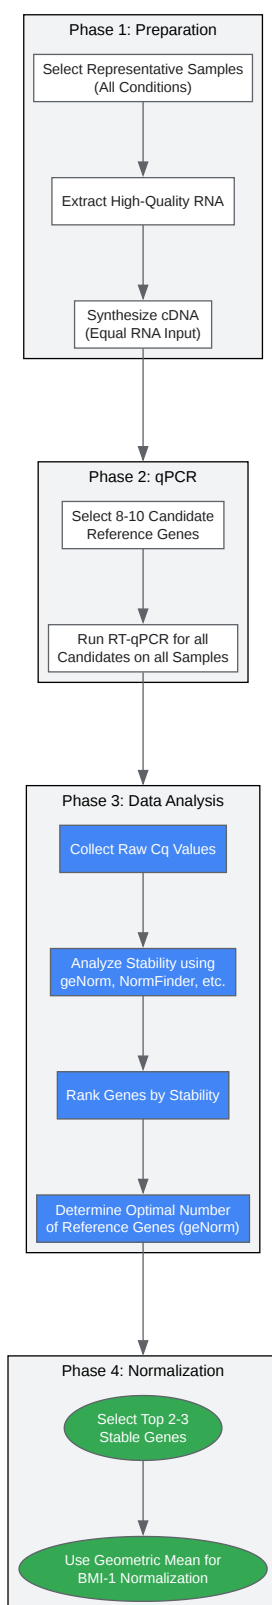 Phase 1: Preparation
Select Representative Samples
(All Conditions)
Extract High-Quality RNA
Synthesize cDNA
(Equal RNA Input)
Phase 2: qPCR
Select 8-10 Candidate
Reference Genes
Run RT-qPCR for all
Candidates on all Samples
Phase 3: Data Analysis
Collect Raw Cq Values
Analyze Stability using
geNorm, NormFinder, etc.
Rank Genes by Stability
Determine Optimal Number
of Reference Genes (geNorm)
Phase 4: Normalization
Select Top 2-3
Stable Genes
Use Geometric Mean for
BMI-1 Normalization